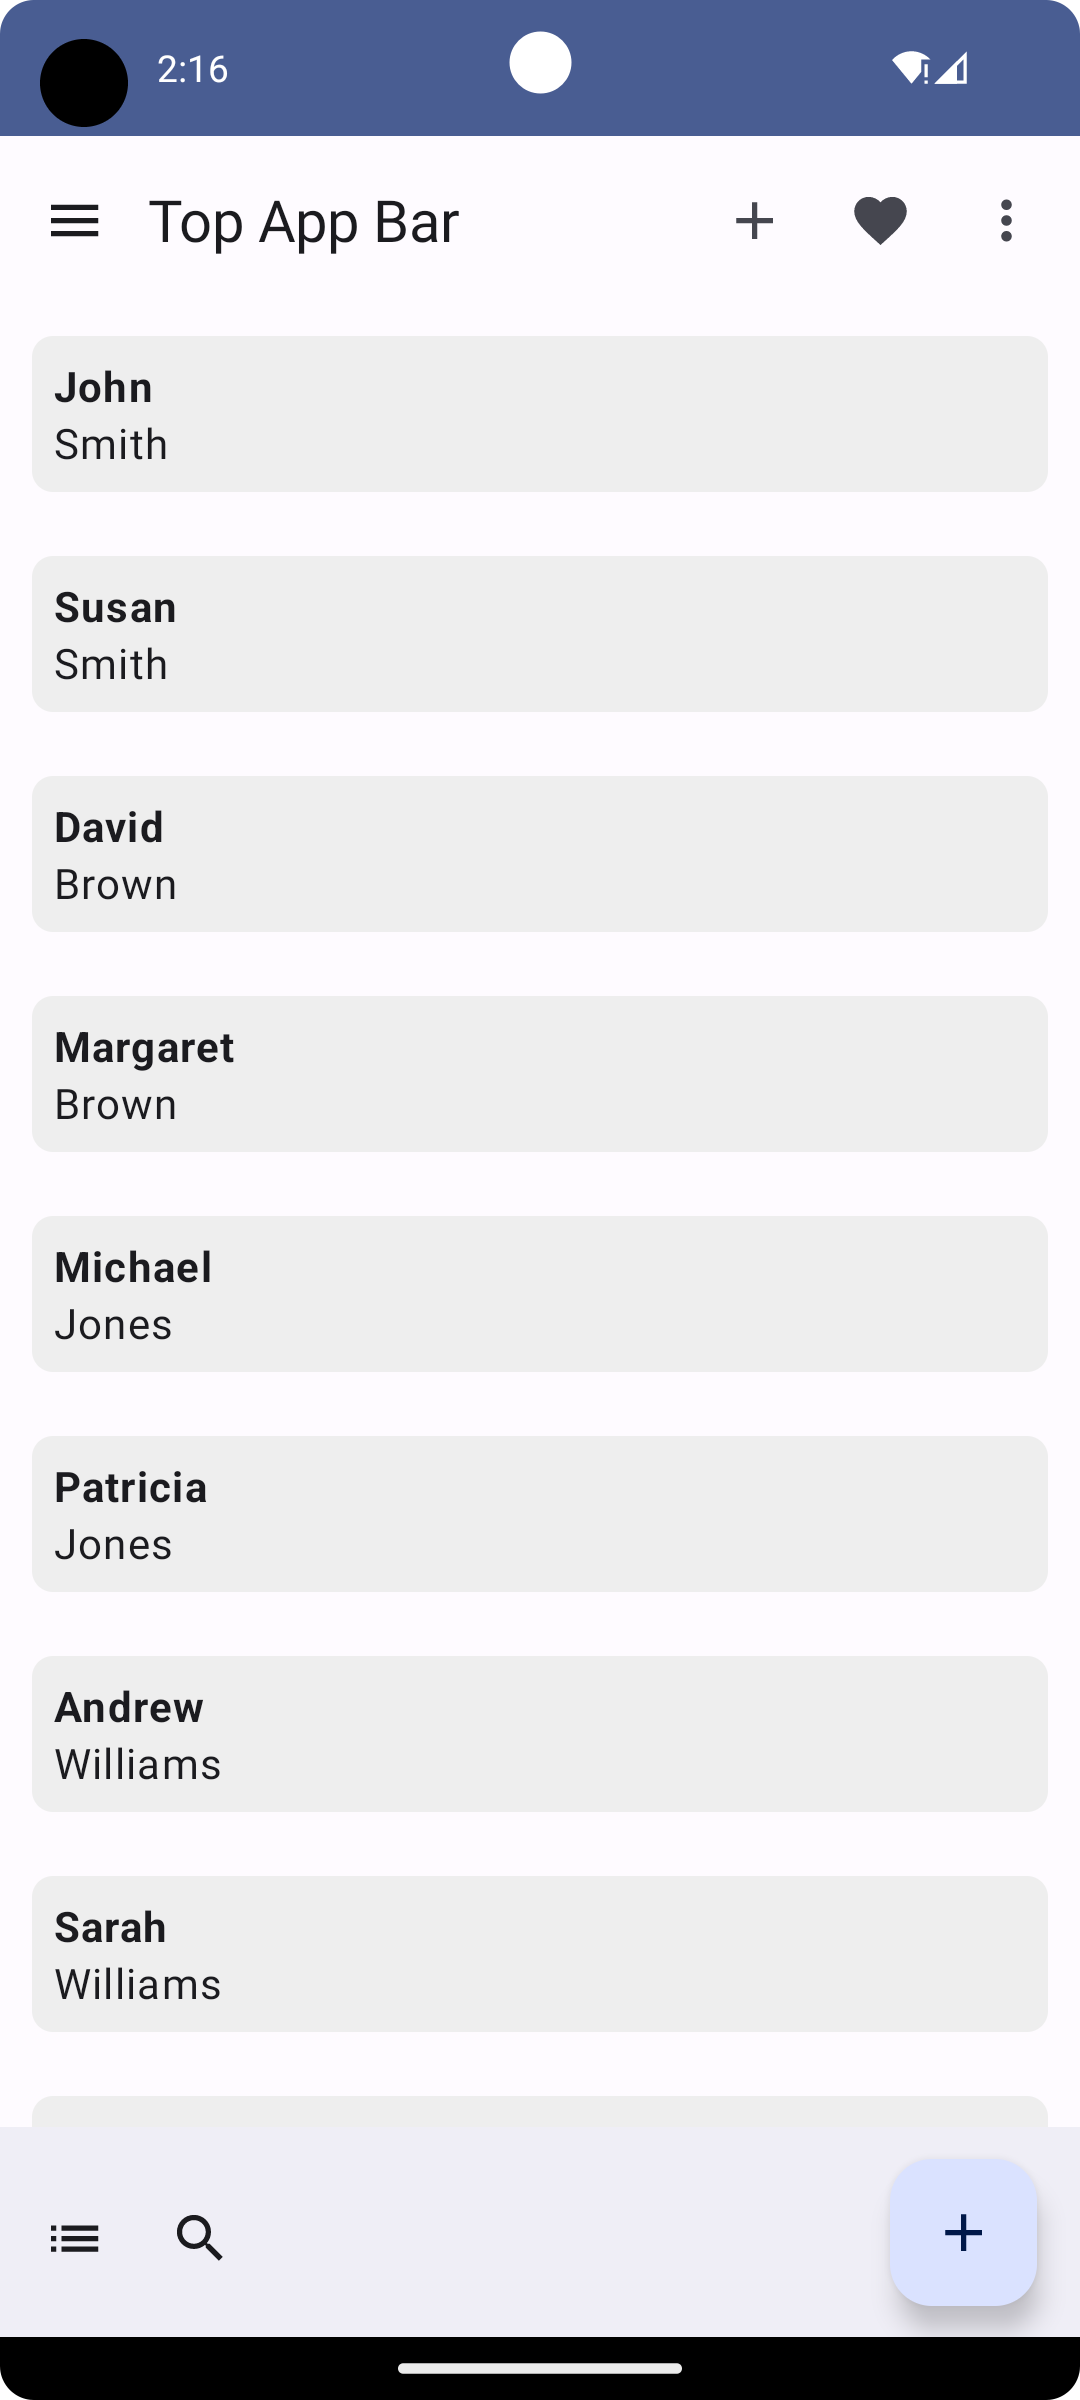 2:16
Top App Bar
John
Smith
Susan
Smith
David
Brown
Margaret
Brown
Michael
Jones
Patricia
Jones
Andrew
Williams
Sarah
Williams